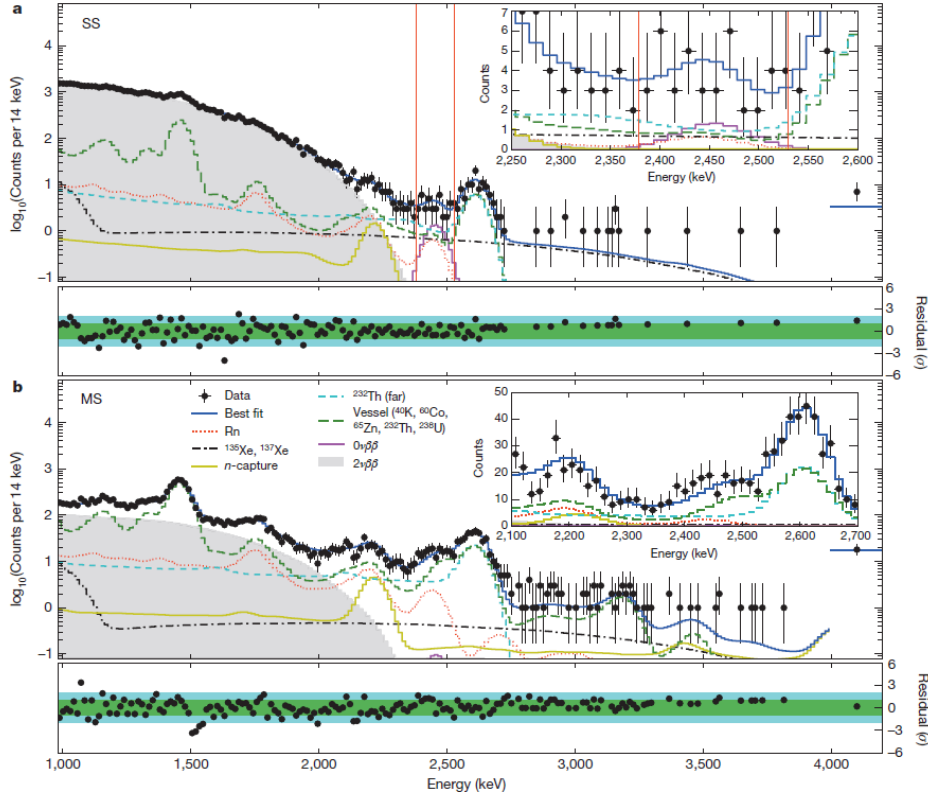 a
SS
4
3
2
1
0
–1
log10(Counts per 14 keV)
7
6
5
4
3
2
1
0
Counts
2,250 2,300 2,350 2,400 2,450 2,500 2,550 2,600
Energy (keV)
6
3
0
–3
–6
Residual (σ)
b
MS
Data
Best fit
Rn
¹³⁵Xe, ¹³⁷Xe
n-capture
²³²Th (far)
Vessel (⁴⁰K, ⁶⁰Co,
⁶⁵Zn, ²³²Th, ²³⁸U)
0νββ
2νββ
4
3
2
1
0
–1
log10(Counts per 14 keV)
50
40
30
20
10
0
Counts
2,100 2,200 2,300 2,400 2,500 2,600 2,700
Energy (keV)
6
3
0
–3
–6
Residual (σ)
1,000 1,500 2,000 2,500 3,000 3,500 4,000
Energy (keV)